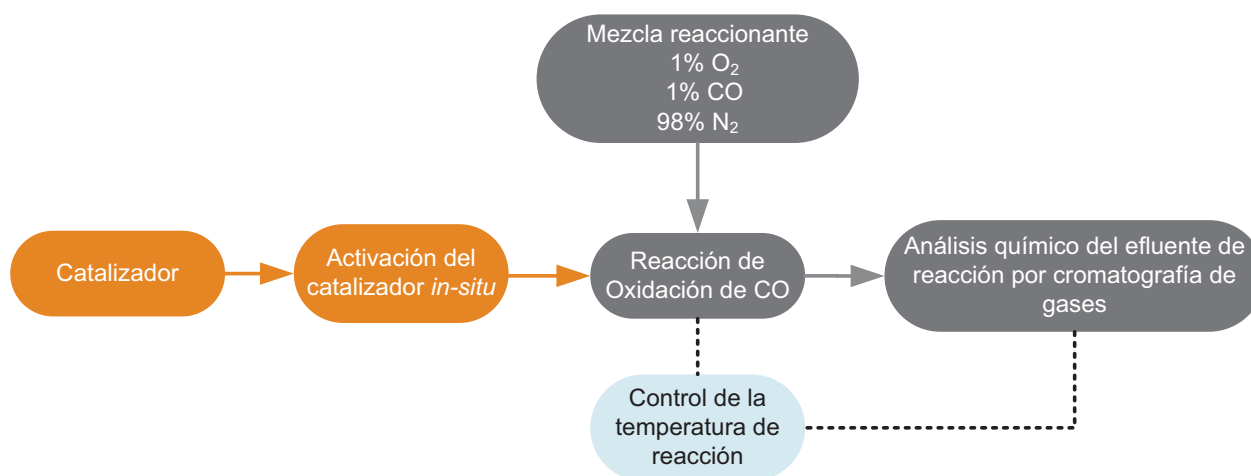 Mezcla reaccionante
1% O₂
1% CO
98% N₂
Catalizador
Activación del
catalizador in-situ
Reacción de
Oxidación de CO
Análisis químico del efluente de
reacción por cromatografía de
gases
Control de la
temperatura de
reacción